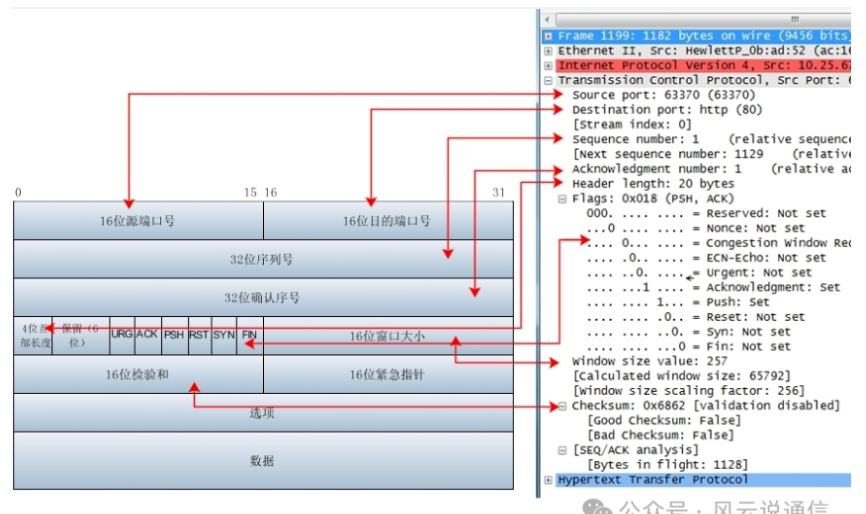 0 15 16 31
16位源端口号 16位目的端口号
32位序列号
32位确认序号
4位首部长度 保留（6位） URG ACK PSH RST SYN FIN 16位窗口大小
16位检验和 16位紧急指针
选项
数据
Frame 1199: 1182 bytes on wire (9456 bits)
Ethernet II, Src: HewlettP_0b:ad:52 (ac:16
Internet Protocol Version 4, Src: 10.25.67
Transmission Control Protocol, Src Port: 6
Source port: 63370 (63370)
Destination port: http (80)
[Stream index: 0]
Sequence number: 1 (relative sequence
[Next sequence number: 1129 (relative
Acknowledgment number: 1 (relative ac
Header length: 20 bytes
Flags: 0x018 (PSH, ACK)
000. .... .... = Reserved: Not set
...0 .... .... = Nonce: Not set
.... 0... .... = Congestion Window Red
.... .0.. .... = ECN-Echo: Not set
.... ..0. .... = Urgent: Not set
.... ...1 .... = Acknowledgment: Set
.... .... 1... = Push: Set
.... .... .0.. = Reset: Not set
.... .... ..0. = Syn: Not set
.... .... ...0 = Fin: Not set
Window size value: 257
[Calculated window size: 65792]
[Window size scaling factor: 256]
Checksum: 0x6862 [validation disabled]
[Good Checksum: False]
[Bad Checksum: False]
[SEQ/ACK analysis]
[Bytes in flight: 1128]
Hypertext Transfer Protocol
公众号 · 风云说通信